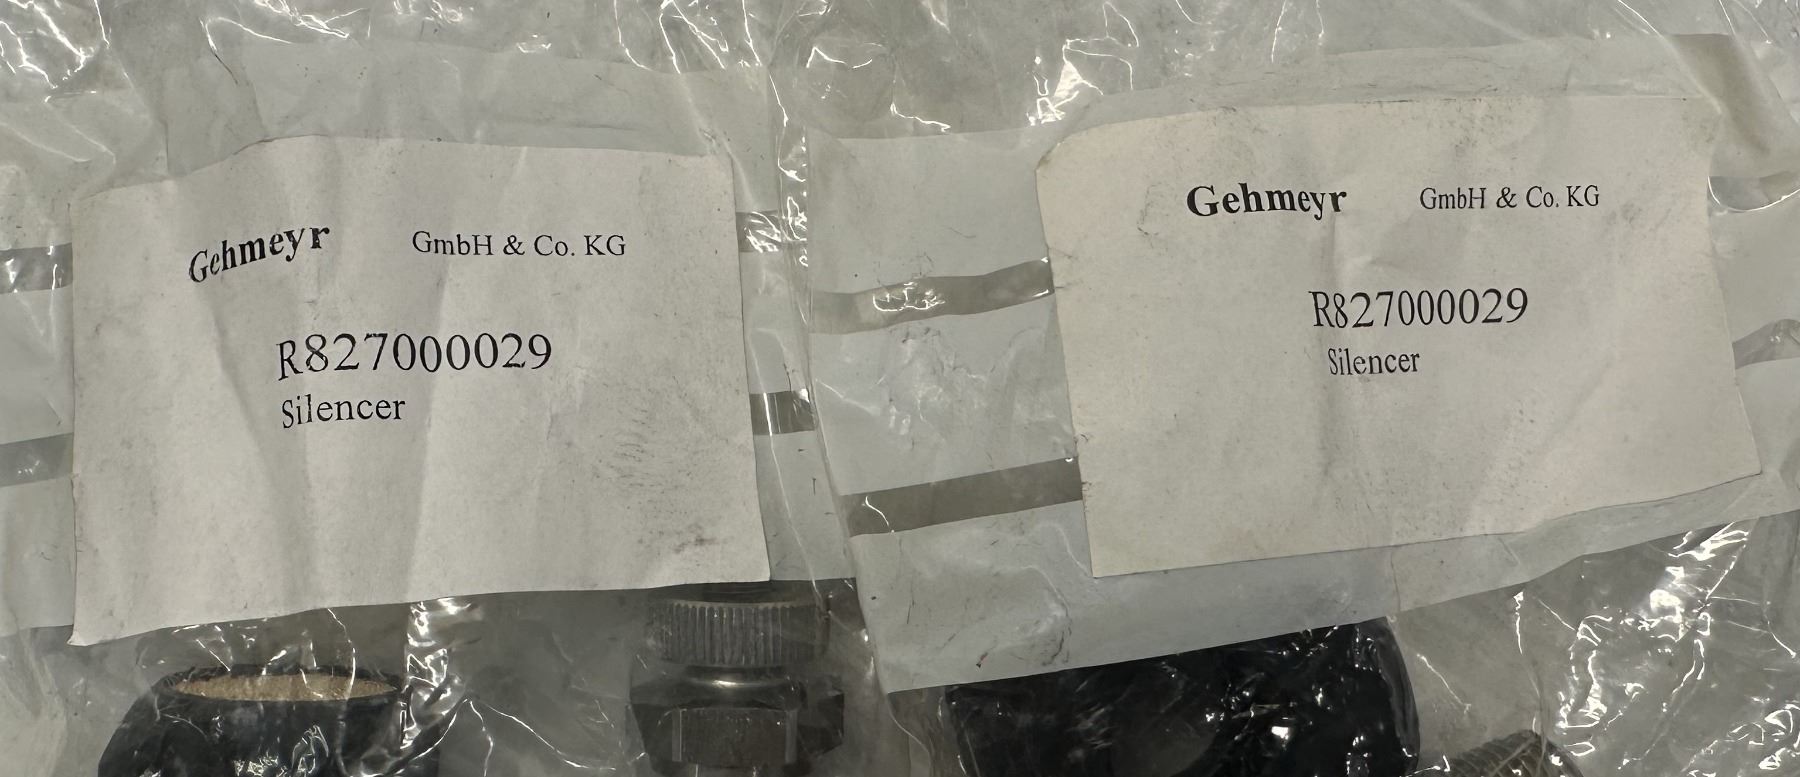 Gehmeyr GmbH & Co. KG
R827000029
Silencer
Gehmeyr GmbH & Co. KG
R827000029
Silencer